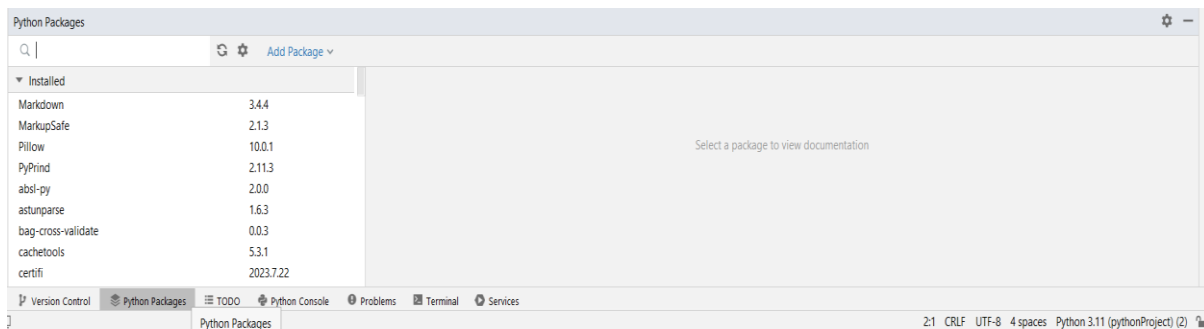 Python Packages
Add Package
Installed
Markdown 3.4.4
MarkupSafe 2.1.3
Pillow 10.0.1
PyPrind 2.11.3
absl-py 2.0.0
astunparse 1.6.3
bag-cross-validate 0.0.3
cachetools 5.3.1
certifi 2023.7.22
Select a package to view documentation
Version Control Python Packages TODO Python Console Problems Terminal Services
Python Packages
2:1 CRLF UTF-8 4 spaces Python 3.11 (pythonProject) (2)